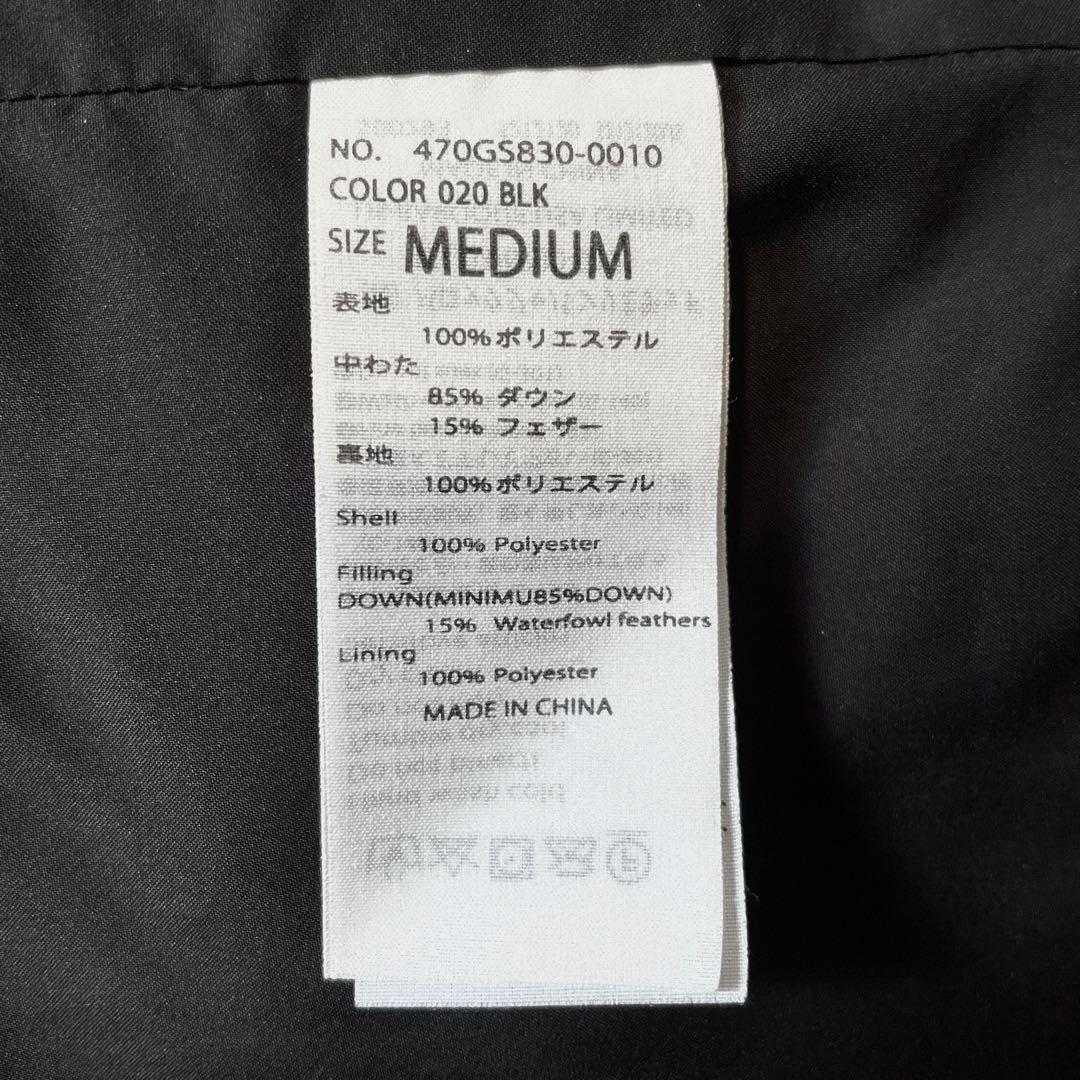 NO. 470GS830-0010
COLOR 020 BLK
SIZE MEDIUM
表地
100%ポリエステル
中わた
85% ダウン
15% フェザー
裏地
100%ポリエステル
Shell
100% Polyester
Filling
DOWN(MINIMU85%DOWN)
15% Waterfowl feathers
Lining
100% Polyester
MADE IN CHINA